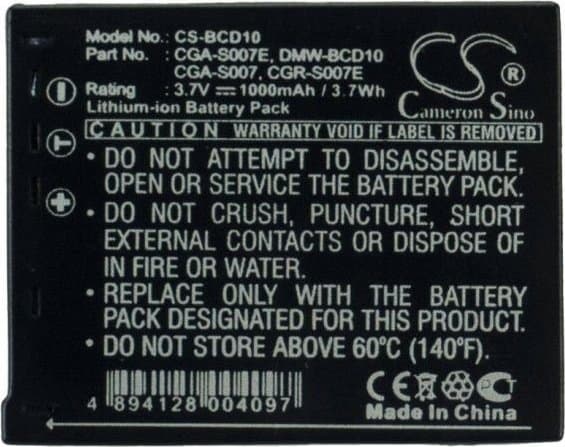 Model No.: CS-BCD10
Part No. : CGA-S007E, DMW-BCD10
CGA-S007, CGR-S007E
Rating : 3.7V ⎓ 1000mAh / 3.7Wh
Lithium-ion Battery Pack
CS ®
Cameron Sino
CAUTION WARRANTY VOID IF LABEL IS REMOVED
• DO NOT ATTEMPT TO DISASSEMBLE,
OPEN OR SERVICE THE BATTERY PACK.
• DO NOT CRUSH, PUNCTURE, SHORT
EXTERNAL CONTACTS OR DISPOSE OF
IN FIRE OR WATER.
• REPLACE ONLY WITH THE BATTERY
PACK DESIGNATED FOR THIS PRODUCT.
• DO NOT STORE ABOVE 60°C (140°F).
− T +
4 894128 004097
CE PCT
Made In China